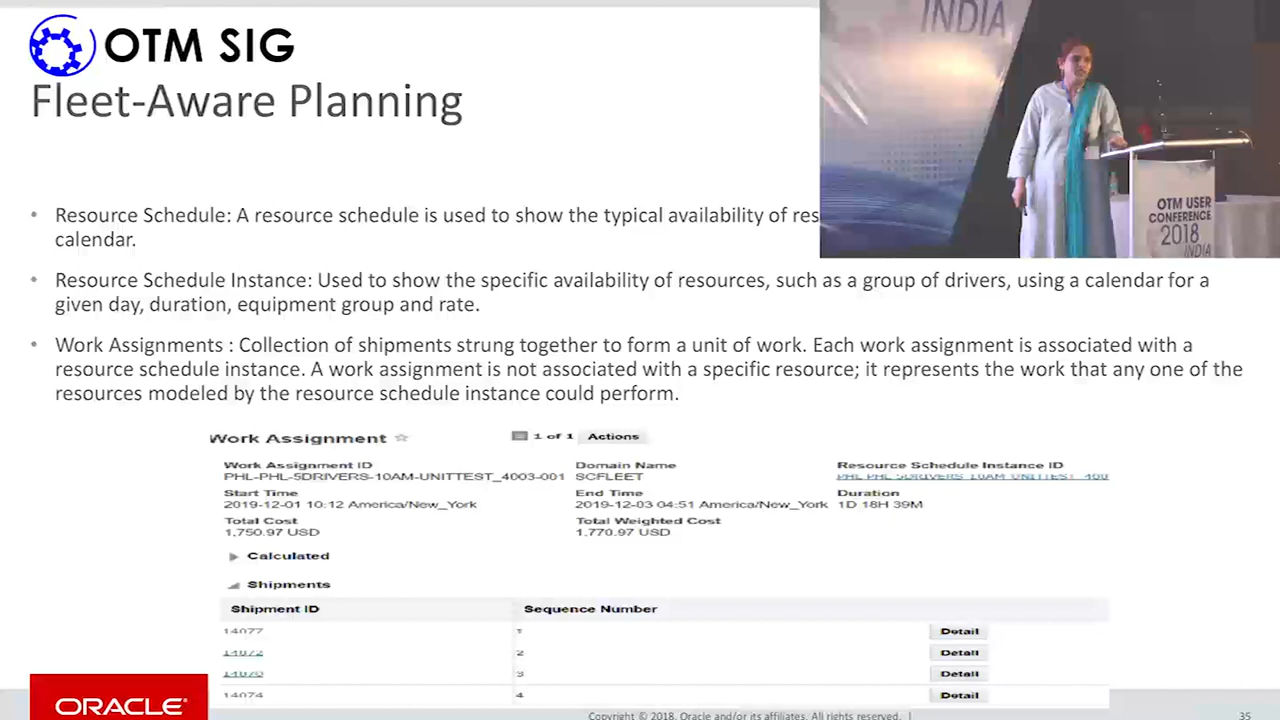 OTM SIG
Fleet-Aware Planning
INDIA
OTM USER
CONFERENCE
2018
INDIA
• Resource Schedule: A resource schedule is used to show the typical availability of
calendar.
• Resource Schedule Instance: Used to show the specific availability of resources, such as a group of drivers, using a calendar for a
given day, duration, equipment group and rate.
• Work Assignments : Collection of shipments strung together to form a unit of work. Each work assignment is associated with a
resource schedule instance. A work assignment is not associated with a specific resource; it represents the work that any one of the
resources modeled by the resource schedule instance could perform.
Work Assignment 1 of 1 Actions
Work Assignment ID Domain Name Resource Schedule Instance ID
PHL-PHL-5DRIVERS-10AM-UNITTEST_4003-001 SCFLEET
Start Time End Time Duration
2019-12-01 10:12 America/New_York 2019-12-03 04:51 America/New_York 1D 18H 39M
Total Cost Total Weighted Cost
1,750.97 USD 1,770.97 USD
Calculated
Shipments
Shipment ID Sequence Number
14077 1 Detail
14072 2 Detail
3 Detail
14074 4 Detail
ORACLE
Copyright © 2018, Oracle and/or its affiliates. All rights reserved. | 35